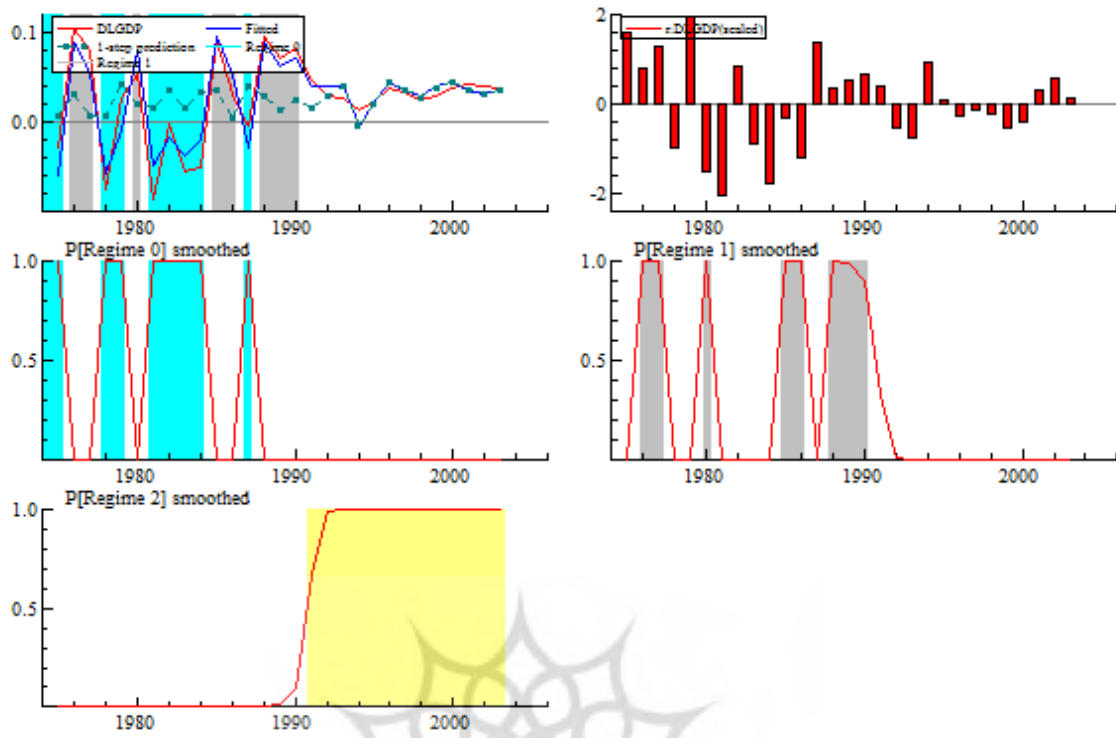 DLGDP Fitted
1-step prediction Regime 0
Regime 1
0.1
0.0
1980 1990 2000
r:DLGDP(scaled)
2
0
-2
1980 1990 2000
P[Regime 0] smoothed
1.0
0.5
1980 1990 2000
P[Regime 1] smoothed
1.0
0.5
1980 1990 2000
P[Regime 2] smoothed
1.0
0.5
1980 1990 2000